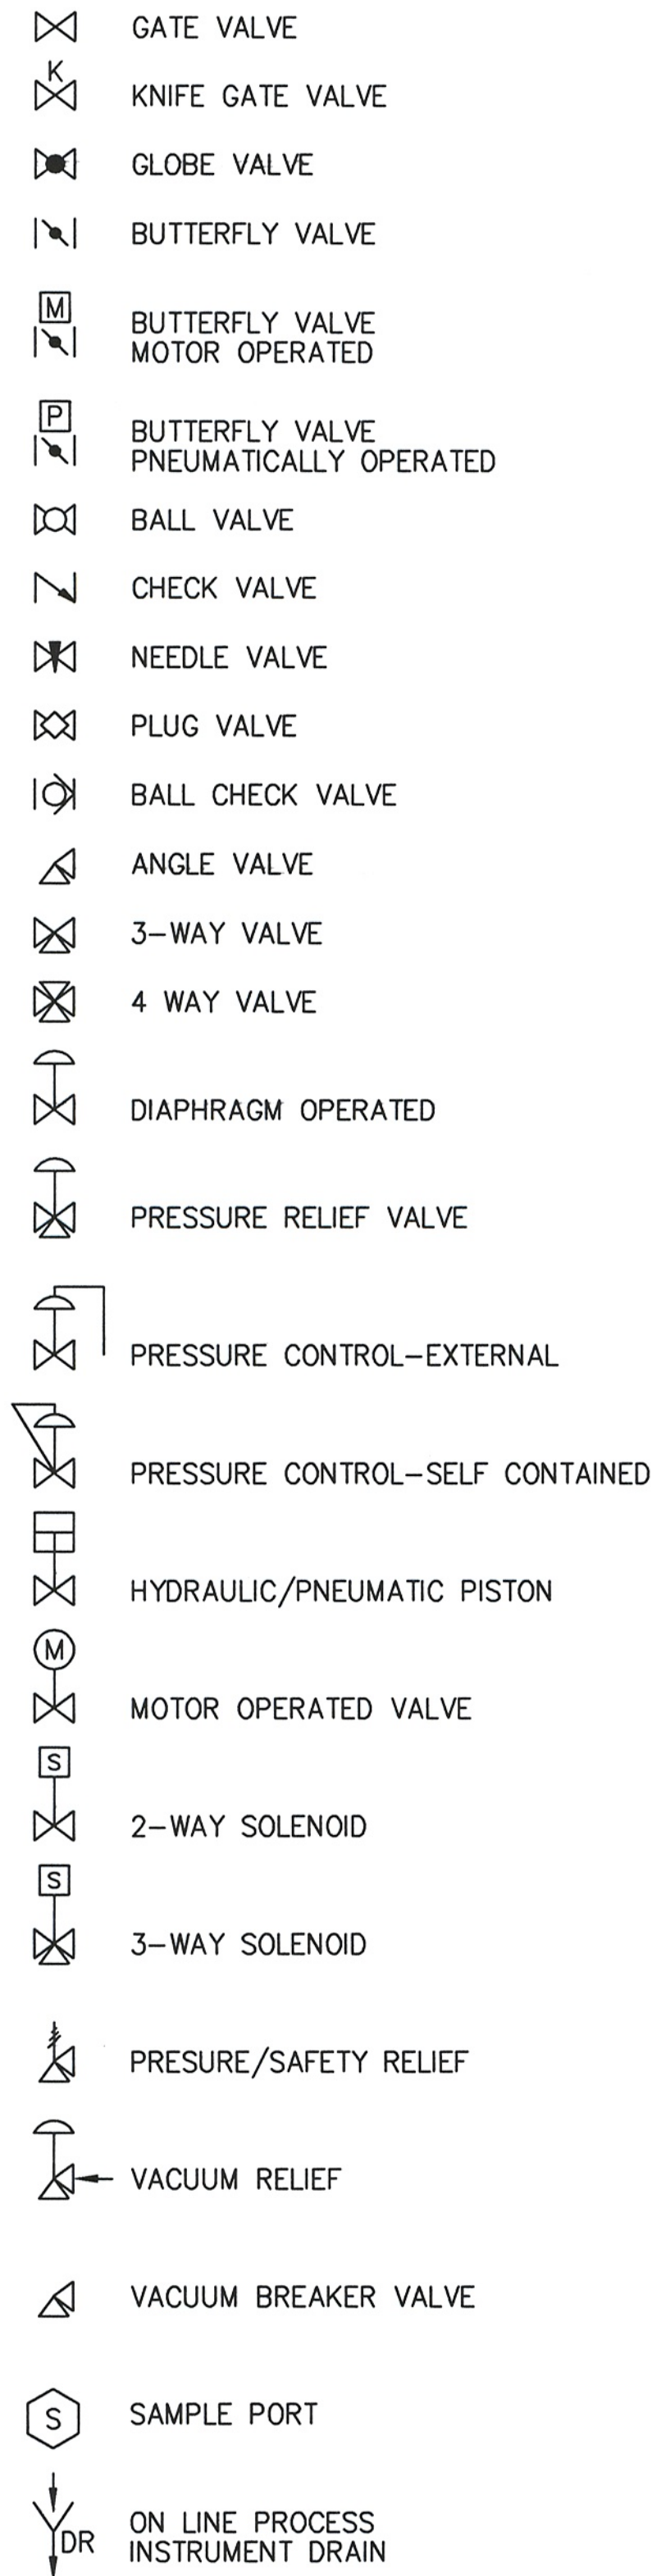 GATE VALVE
K
KNIFE GATE VALVE
GLOBE VALVE
BUTTERFLY VALVE
M
BUTTERFLY VALVE
MOTOR OPERATED
P
BUTTERFLY VALVE
PNEUMATICALLY OPERATED
BALL VALVE
CHECK VALVE
NEEDLE VALVE
PLUG VALVE
BALL CHECK VALVE
ANGLE VALVE
3-WAY VALVE
4 WAY VALVE
DIAPHRAGM OPERATED
PRESSURE RELIEF VALVE
PRESSURE CONTROL-EXTERNAL
PRESSURE CONTROL-SELF CONTAINED
HYDRAULIC/PNEUMATIC PISTON
M
MOTOR OPERATED VALVE
S
2-WAY SOLENOID
S
3-WAY SOLENOID
PRESURE/SAFETY RELIEF
VACUUM RELIEF
VACUUM BREAKER VALVE
S
SAMPLE PORT
ON LINE PROCESS
DR
INSTRUMENT DRAIN